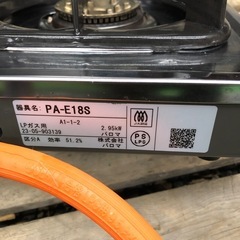 器具名: PA-E18S
LPガス用 A1-1-2 2.95kW
23·05-903139 パロマ
区分A 効率 51.2% 株式会社
パロマ
PS
LPG